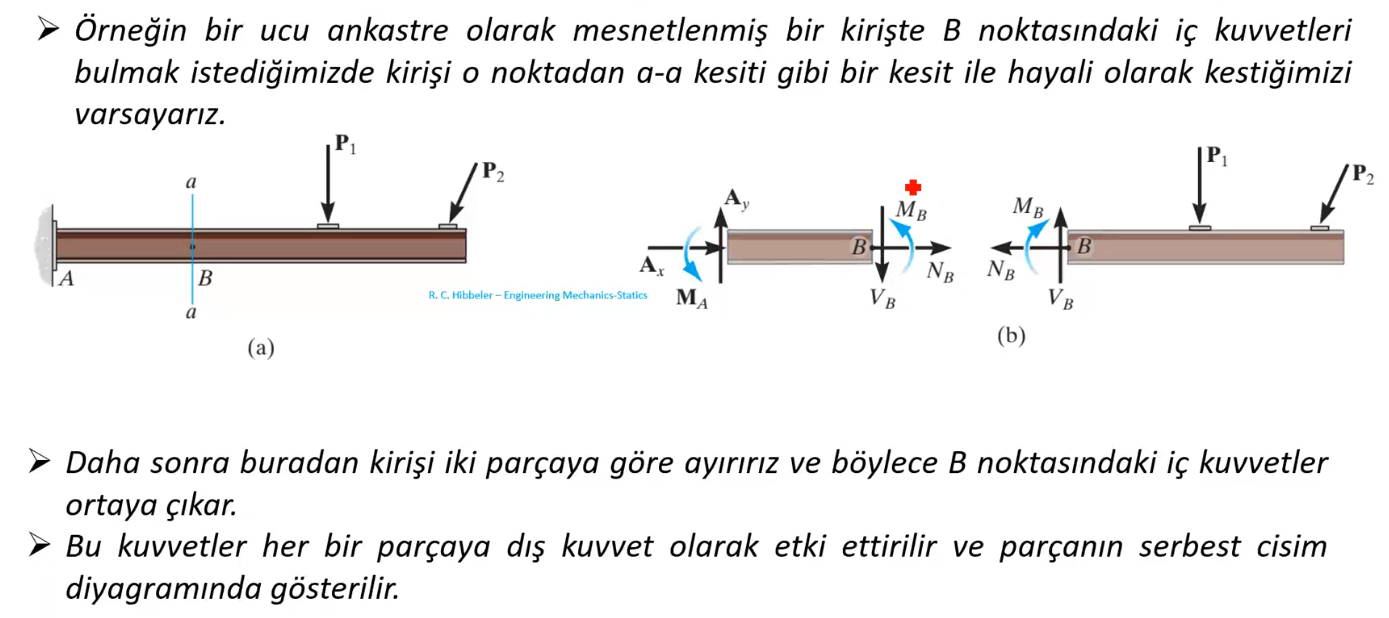 ➢ Örneğin bir ucu ankastre olarak mesnetlenmiş bir kirişte B noktasındaki iç kuvvetleri
bulmak istediğimizde kirişi o noktadan a-a kesiti gibi bir kesit ile hayali olarak kestiğimizi
varsayarız.
P1
P2
a
A
B
a
(a)
R. C. Hibbeler – Engineering Mechanics-Statics
Ay
MB
Ax
B
NB
MA
VB
P1
P2
MB
B
NB
VB
(b)
➢ Daha sonra buradan kirişi iki parçaya göre ayırırız ve böylece B noktasındaki iç kuvvetler
ortaya çıkar.
➢ Bu kuvvetler her bir parçaya dış kuvvet olarak etki ettirilir ve parçanın serbest cisim
diyagramında gösterilir.